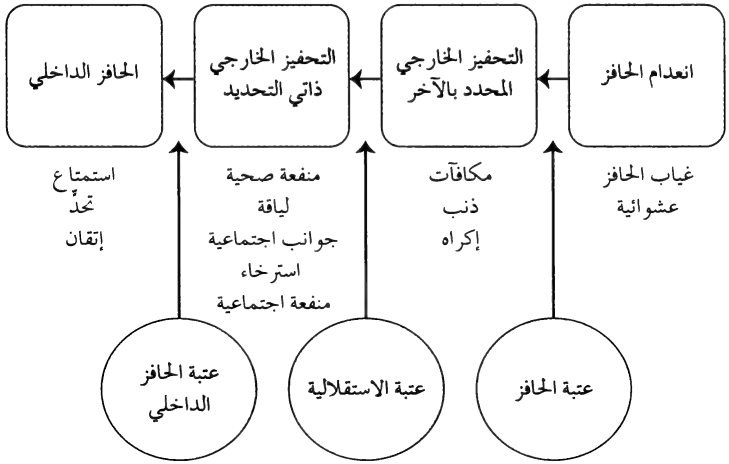 انعدام الحافز
التحفيز الخارجي
المحدد بالآخر
التحفيز الخارجي
ذاتي التحديد
الحافز الداخلي
غياب الحافز
عشوائية
مكافآت
ذنب
إكراه
منفعة صحية
لياقة
جوانب اجتماعية
استرخاء
منفعة اجتماعية
استمتاع
تحدٍّ
إتقان
عتبة الحافز
عتبة الاستقلالية
عتبة الحافز
الداخلي